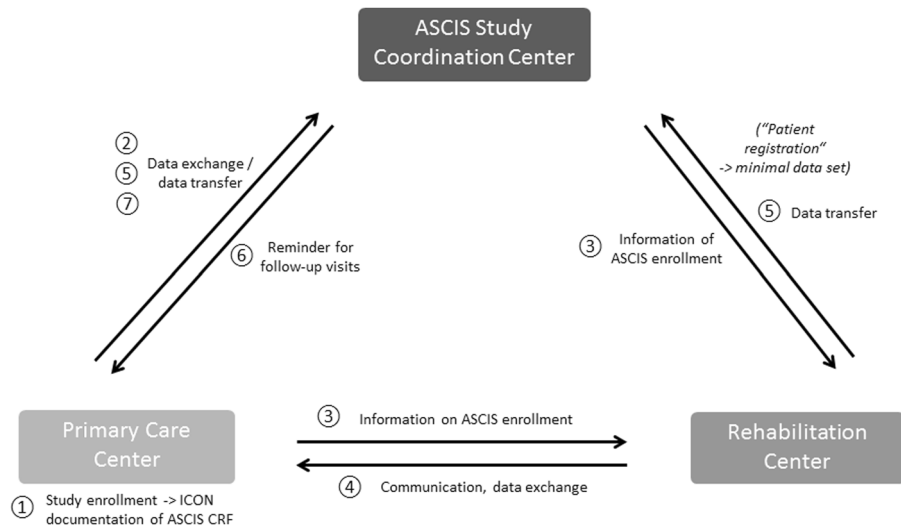 ASCIS Study
Coordination Center
②
⑤
⑦
Data exchange /
data transfer
("Patient
registration"
-> minimal data set)
⑤ Data transfer
⑥ Reminder for
follow-up visits
③ Information of
ASCIS enrollment
Primary Care
Center
③ Information on ASCIS enrollment
④ Communication, data exchange
Rehabilitation
Center
① Study enrollment -> ICON
documentation of ASCIS CRF